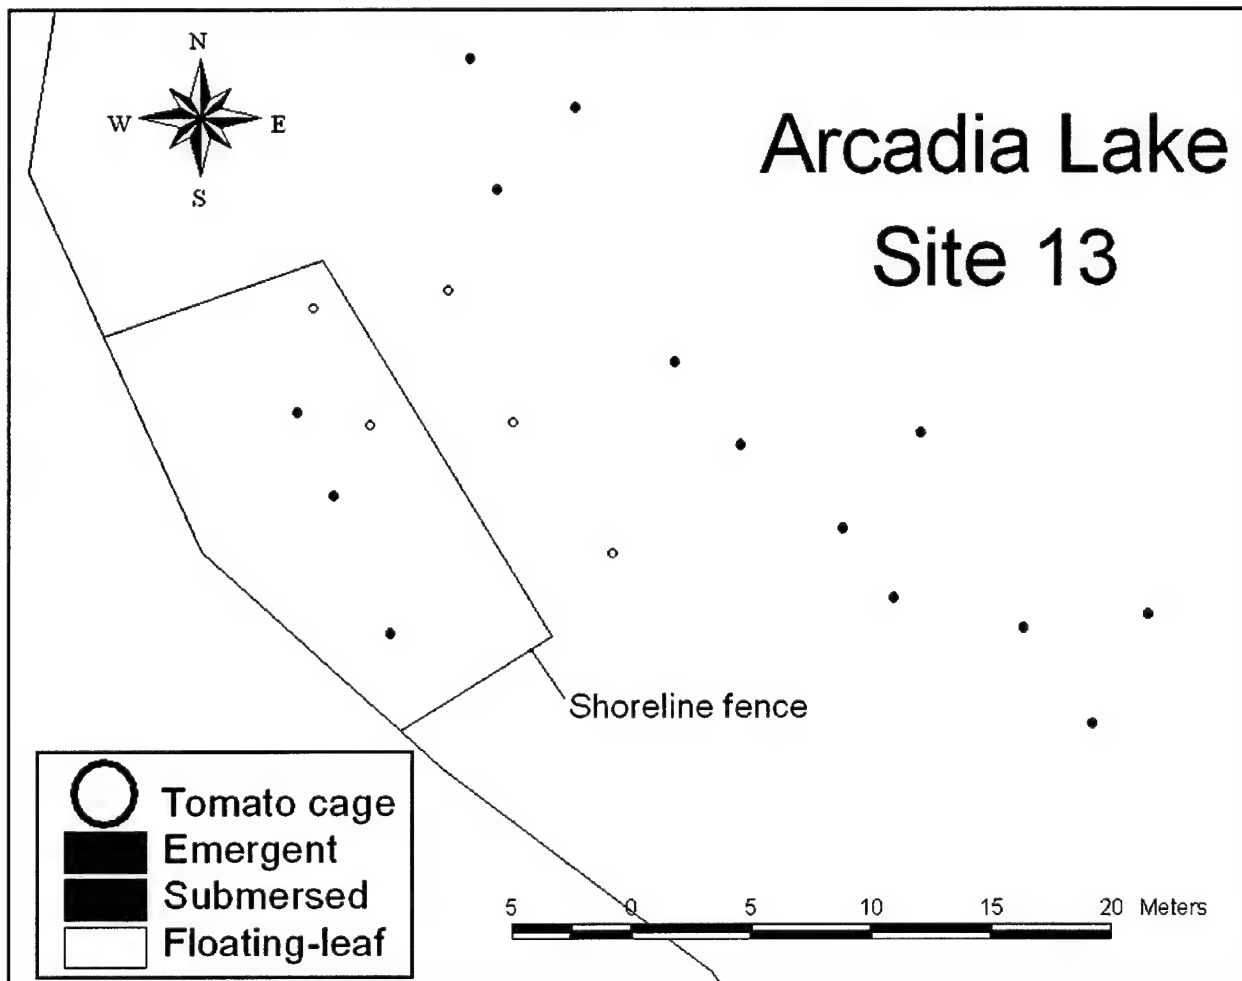 N
W E
S
Arcadia Lake
Site 13
Shoreline fence
Tomato cage
Emergent
Submersed
Floating-leaf
5 0 5 10 15 20 Meters